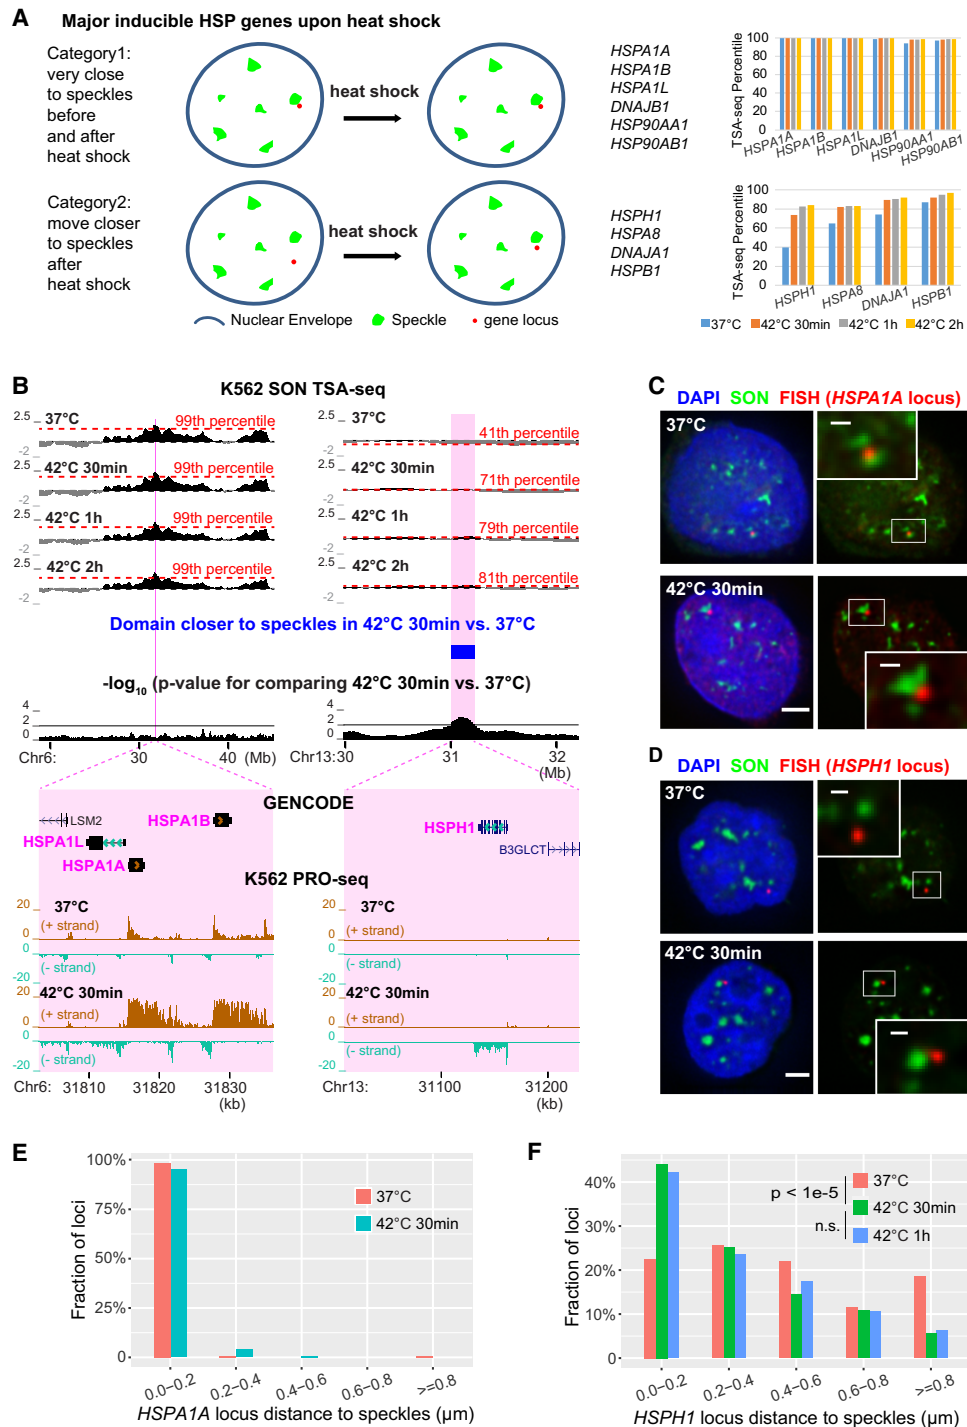 A Major inducible HSP genes upon heat shock
Category1:
very close
to speckles
before
and after
heat shock
heat shock
HSPA1A
HSPA1B
HSPA1L
DNAJB1
HSP90AA1
HSP90AB1
TSA-seq Percentile
100
80
60
40
20
0
HSPA1A
HSPA1B
HSPA1L
DNAJB1
HSP90AA1
HSP90AB1
Category2:
move closer
to speckles
after
heat shock
heat shock
HSPH1
HSPA8
DNAJA1
HSPB1
TSA-seq Percentile
100
80
60
40
20
0
HSPH1
HSPA8
DNAJA1
HSPB1
Nuclear Envelope Speckle gene locus
37°C 42°C 30min 42°C 1h 42°C 2h
B K562 SON TSA-seq
2.5
-2
37°C
99th percentile
2.5
-2
42°C 30min
99th percentile
2.5
-2
42°C 1h
99th percentile
2.5
-2
42°C 2h
99th percentile
2.5
-2
37°C
41th percentile
2.5
-2
42°C 30min
71th percentile
2.5
-2
42°C 1h
79th percentile
2.5
-2
42°C 2h
81th percentile
Domain closer to speckles in 42°C 30min vs. 37°C
-log10 (p-value for comparing 42°C 30min vs. 37°C)
4
2
0
Chr6: 30 40 (Mb)
4
2
0
Chr13:30 31 32
(Mb)
GENCODE
LSM2
HSPA1B
HSPA1L
HSPA1A
HSPH1
B3GLCT
K562 PRO-seq
20
0
0
-20
37°C
(+ strand)
(- strand)
42°C 30min
20
0
0
-20
(+ strand)
(- strand)
Chr6: 31810 31820 31830
(kb)
20
0
0
-20
37°C
(+ strand)
(- strand)
42°C 30min
20
0
0
-20
(+ strand)
(- strand)
Chr13: 31100 31200
(kb)
C DAPI SON FISH (HSPA1A locus)
37°C
42°C 30min
D DAPI SON FISH (HSPH1 locus)
37°C
42°C 30min
E
Fraction of loci
100%
75%
50%
25%
0
37°C
42°C 30min
0.0–0.2
0.2–0.4
0.4–0.6
0.6–0.8
>=0.8
HSPA1A locus distance to speckles (µm)
F
Fraction of loci
40%
30%
20%
10%
0
p < 1e-5
n.s.
37°C
42°C 30min
42°C 1h
0.0–0.2
0.2–0.4
0.4–0.6
0.6–0.8
>=0.8
HSPH1 locus distance to speckles (µm)